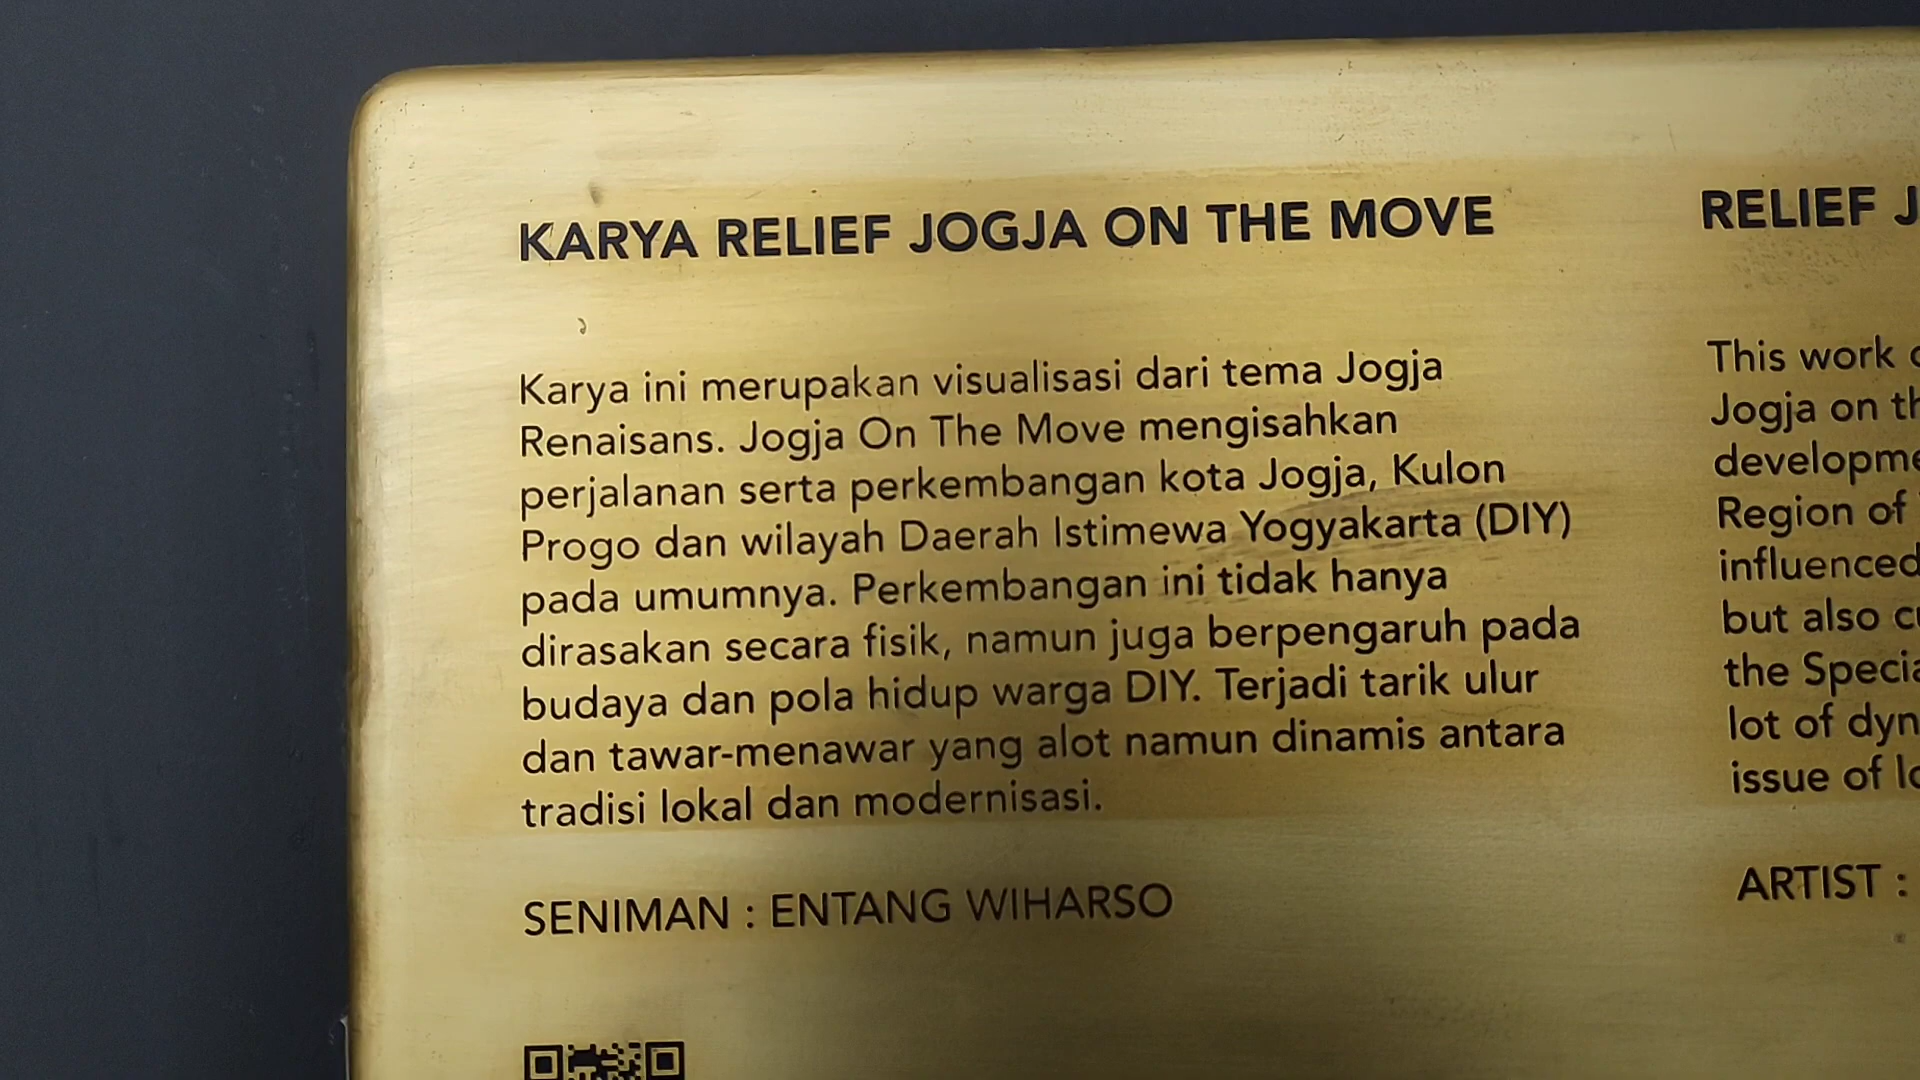 KARYA RELIEF JOGJA ON THE MOVE
Karya ini merupakan visualisasi dari tema Jogja
Renaisans. Jogja On The Move mengisahkan
perjalanan serta perkembangan kota Jogja, Kulon
Progo dan wilayah Daerah Istimewa Yogyakarta (DIY)
pada umumnya. Perkembangan ini tidak hanya
dirasakan secara fisik, namun juga berpengaruh pada
budaya dan pola hidup warga DIY. Terjadi tarik ulur
dan tawar-menawar yang alot namun dinamis antara
tradisi lokal dan modernisasi.
SENIMAN : ENTANG WIHARSO
RELIEF
This work
Jogja on
Region of
but also
the
lot of
issue of
ARTIST :